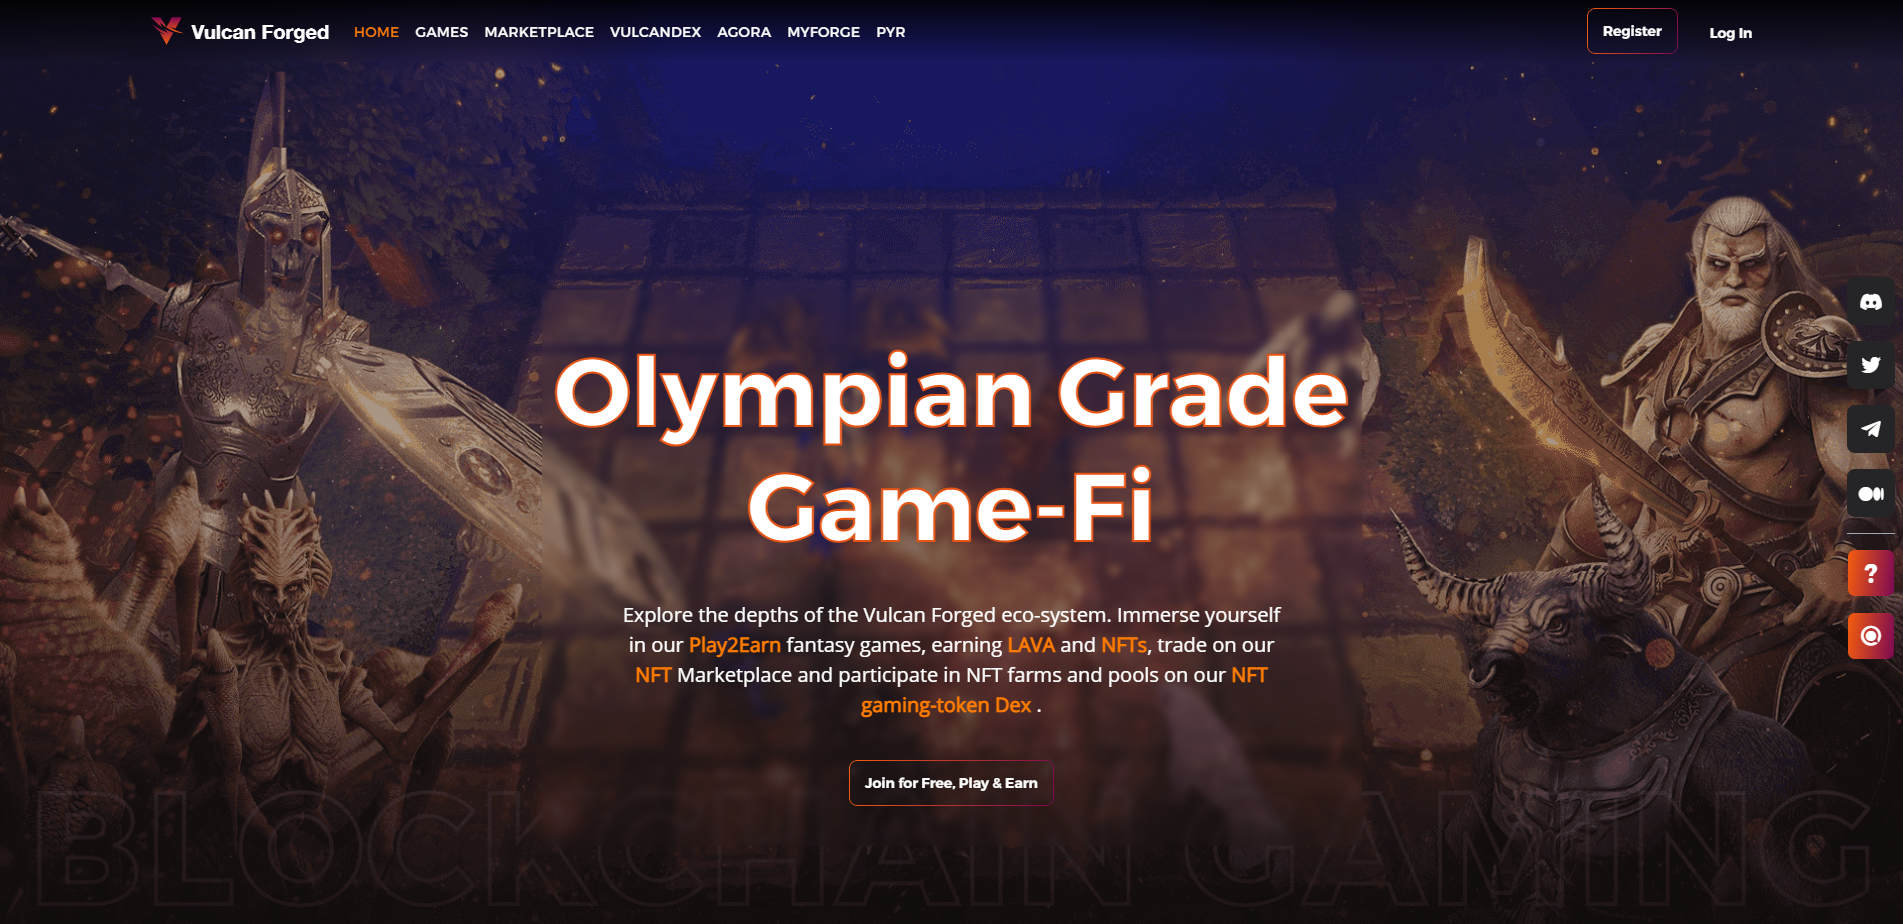 Vulcan Forged HOME GAMES MARKETPLACE VULCANDEX AGORA MYFORGE PYR Register Log In
Olympian Grade
Game-Fi
Explore the depths of the Vulcan Forged eco-system. Immerse yourself
in our Play2Earn fantasy games, earning LAVA and NFTs, trade on our
NFT Marketplace and participate in NFT farms and pools on our NFT
gaming-token Dex .
Join for Free, Play & Earn
BLOCKCHAIN GAMING
?